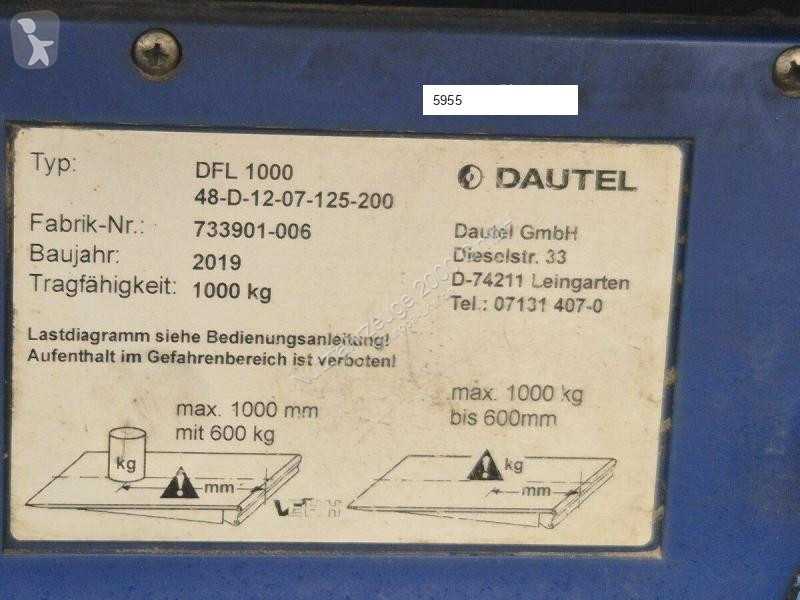 5955
Typ: DFL 1000
48-D-12-07-125-200
Fabrik-Nr.: 733901-006
Baujahr: 2019
Tragfähigkeit: 1000 kg
DAUTEL
Dautel GmbH
Dieselstr. 33
D-74211 Leingarten
Tel.: 07131 407-0
Lastdiagramm siehe Bedienungsanleitung!
Aufenthalt im Gefahrenbereich ist verboten!
max. 1000 mm
mit 600 kg
kg
mm
max. 1000 kg
bis 600mm
kg
mm